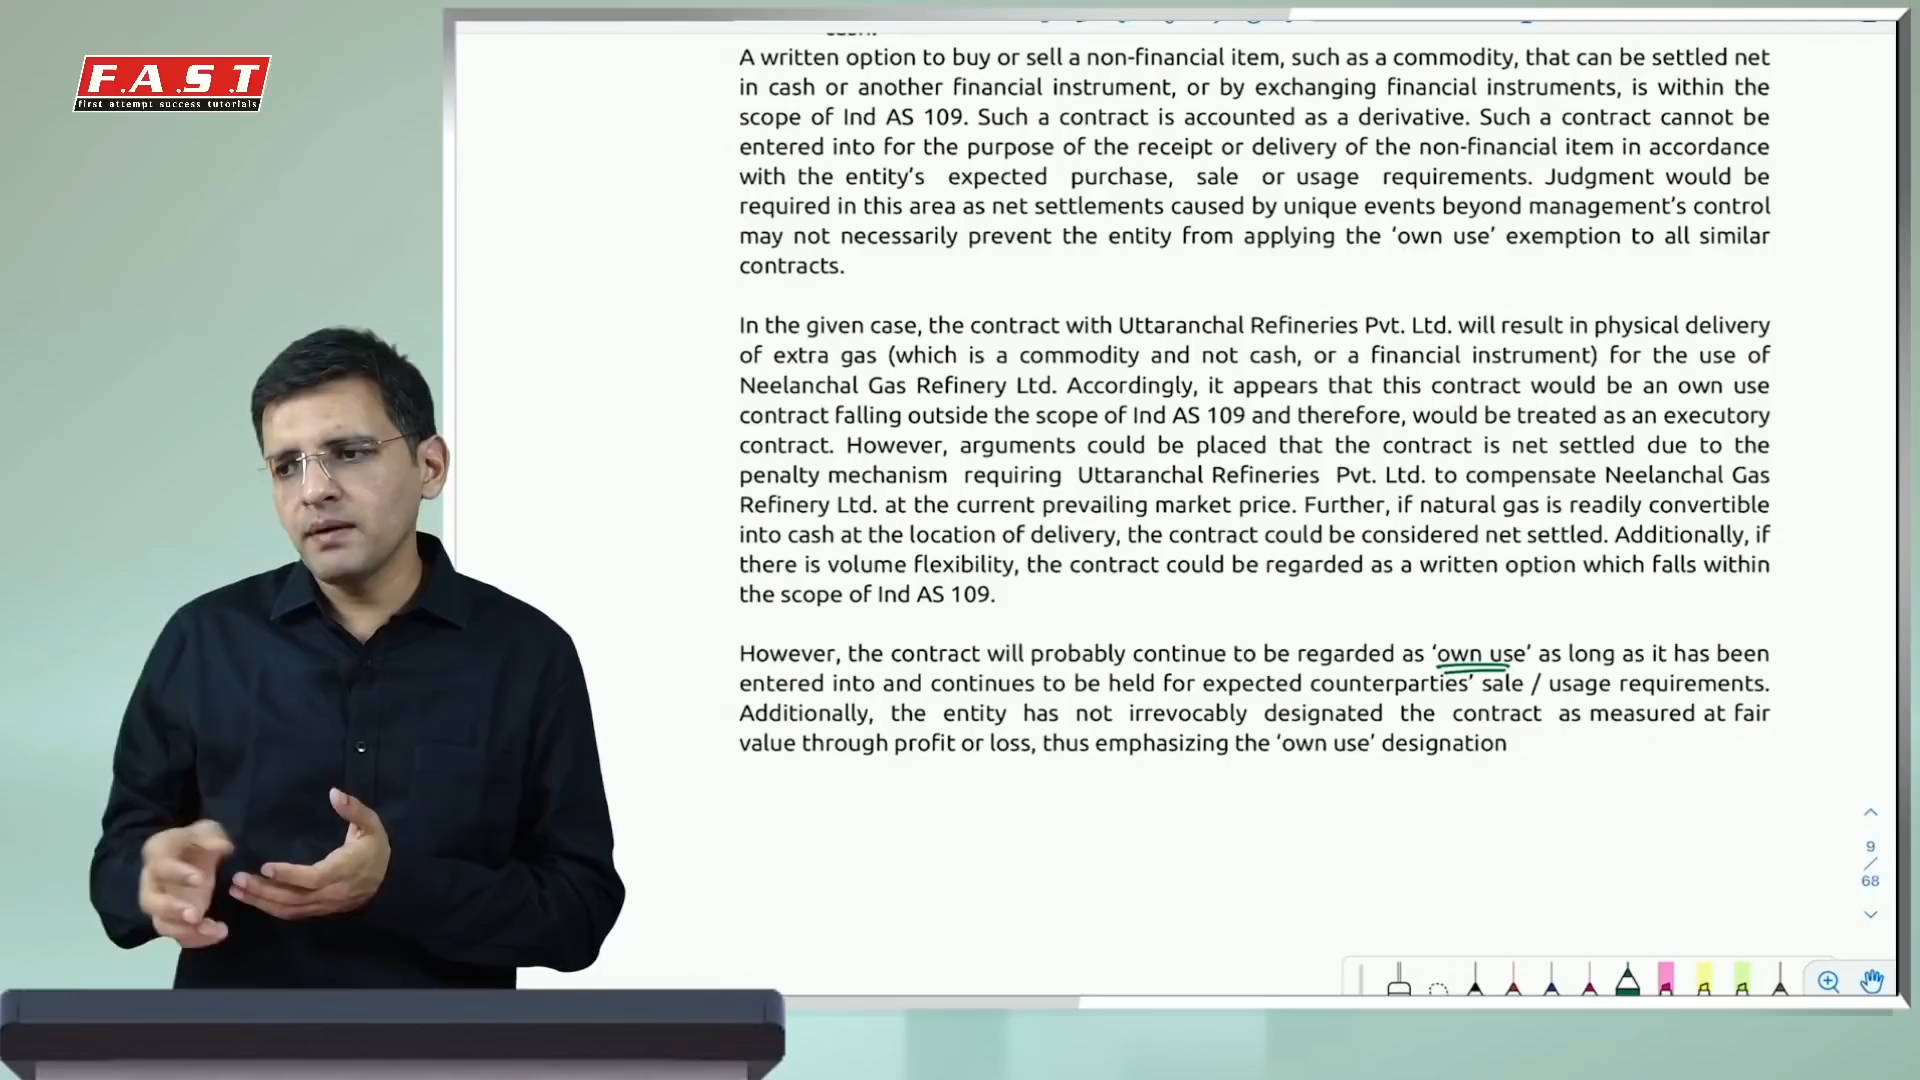 F.A.S.T
first attempt success tutorials
A written option to buy or sell a non-financial item, such as a commodity, that can be settled net
in cash or another financial instrument, or by exchanging financial instruments, is within the
scope of Ind AS 109. Such a contract is accounted as a derivative. Such a contract cannot be
entered into for the purpose of the receipt or delivery of the non-financial item in accordance
with the entity’s expected purchase, sale or usage requirements. Judgment would be
required in this area as net settlements caused by unique events beyond management’s control
may not necessarily prevent the entity from applying the ‘own use’ exemption to all similar
contracts.
In the given case, the contract with Uttaranchal Refineries Pvt. Ltd. will result in physical delivery
of extra gas (which is a commodity and not cash, or a financial instrument) for the use of
Neelanchal Gas Refinery Ltd. Accordingly, it appears that this contract would be an own use
contract falling outside the scope of Ind AS 109 and therefore, would be treated as an executory
contract. However, arguments could be placed that the contract is net settled due to the
penalty mechanism requiring Uttaranchal Refineries Pvt. Ltd. to compensate Neelanchal Gas
Refinery Ltd. at the current prevailing market price. Further, if natural gas is readily convertible
into cash at the location of delivery, the contract could be considered net settled. Additionally, if
there is volume flexibility, the contract could be regarded as a written option which falls within
the scope of Ind AS 109.
However, the contract will probably continue to be regarded as ‘own use’ as long as it has been
entered into and continues to be held for expected counterparties’ sale / usage requirements.
Additionally, the entity has not irrevocably designated the contract as measured at fair
value through profit or loss, thus emphasizing the ‘own use’ designation
9
/
68